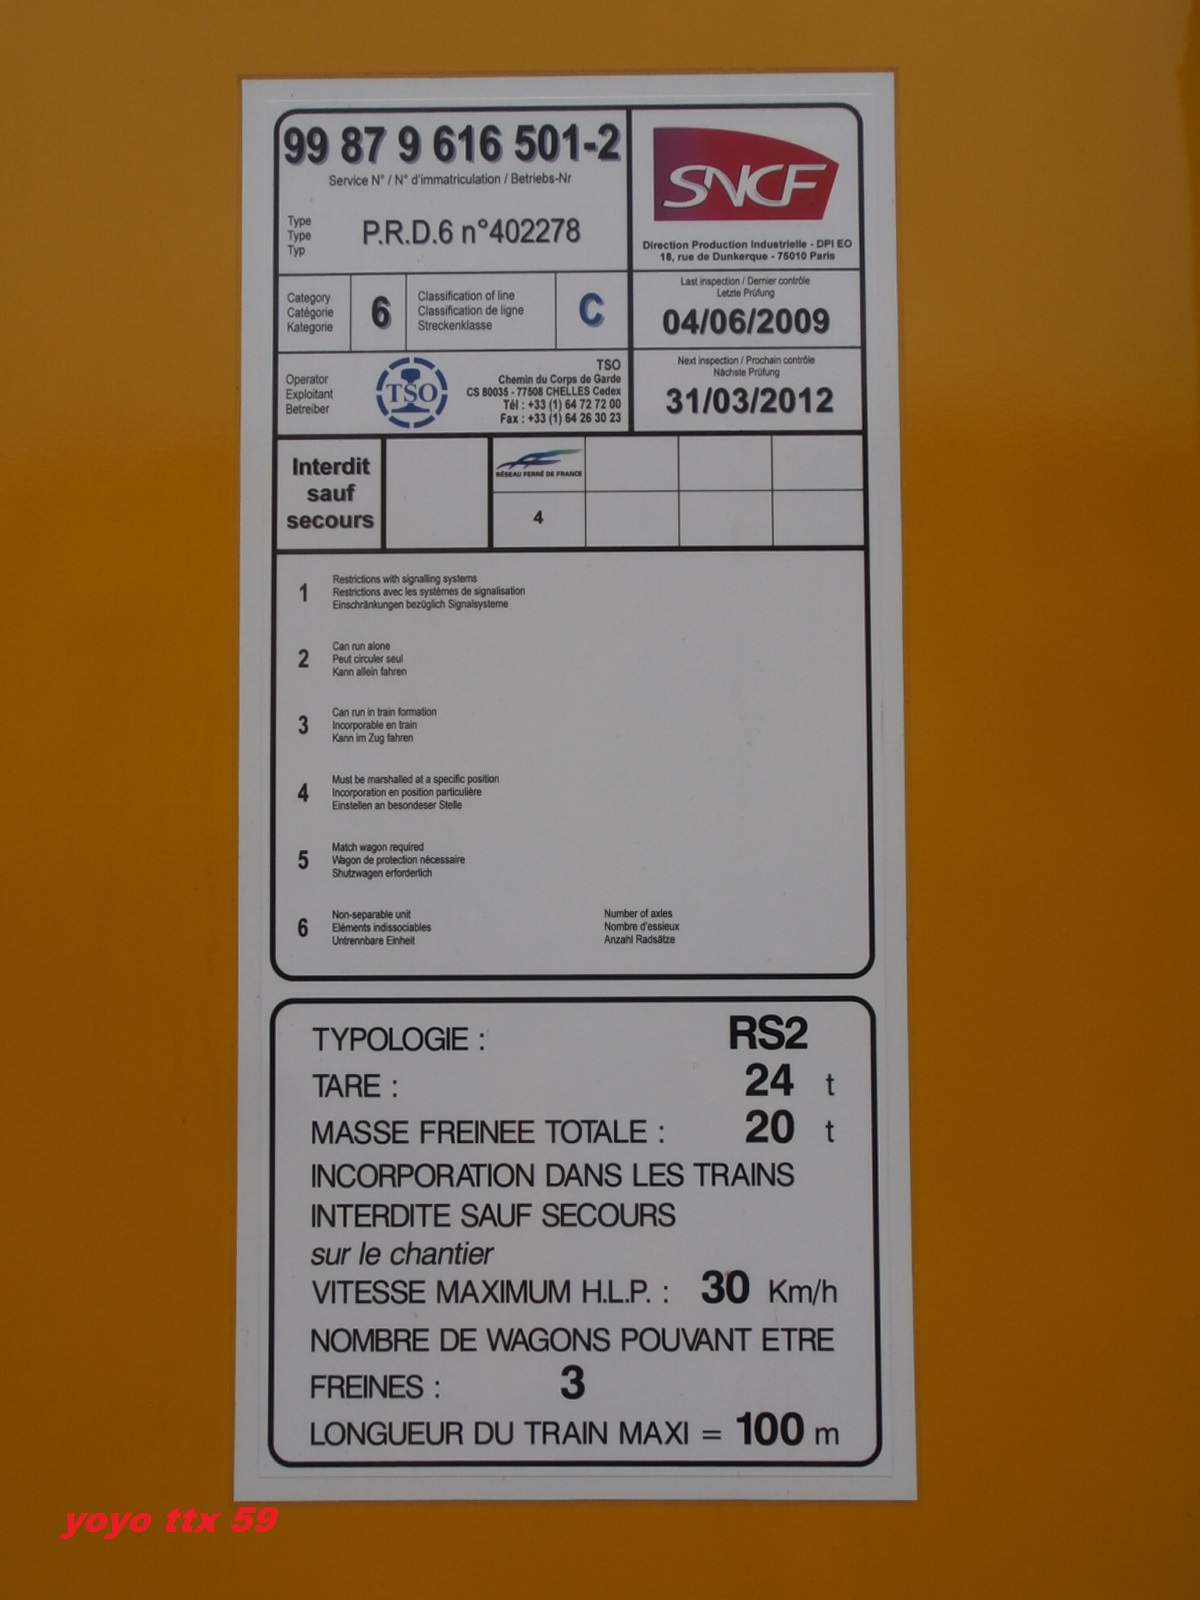 99 87 9 616 501-2
Service N° / N° d'immatriculation / Betriebs-Nr
Type
Type
Typ
P.R.D.6 n°402278
SNCF
Direction Production Industrielle - DPI EO
18, rue de Dunkerque - 75010 Paris
Category
Catégorie
Kategorie
6
Classification of line
Classification de ligne
Streckenklasse
C
Last inspection / Dernier contrôle
Letzte Prüfung
04/06/2009
Operator
Exploitant
Betreiber
TSO
TSO
Chemin du Corps de Garde
CS 80035 - 77508 CHELLES Cedex
Tél : +33 (1) 64 72 72 00
Fax : +33 (1) 64 26 30 23
Next inspection / Prochain contrôle
Nächste Prüfung
31/03/2012
Interdit
sauf
secours
RÉSEAU FERRÉ DE FRANCE
4
1
Restrictions with signalling systems
Restrictions avec les systèmes de signalisation
Einschränkungen bezüglich Signalsysteme
2
Can run alone
Peut circuler seul
Kann allein fahren
3
Can run in train formation
Incorporable en train
Kann im Zug fahren
4
Must be marshalled at a specific position
Incorporation en position particulière
Einstellen an besondeser Stelle
5
Match wagon required
Wagon de protection nécessaire
Shutzwagen erforderlich
6
Non-separable unit
Eléments indissociables
Untrennbare Einheit
Number of axles
Nombre d'essieux
Anzahl Radsätze
TYPOLOGIE : RS2
TARE : 24 t
MASSE FREINEE TOTALE : 20 t
INCORPORATION DANS LES TRAINS
INTERDITE SAUF SECOURS
sur le chantier
VITESSE MAXIMUM H.L.P. : 30 Km/h
NOMBRE DE WAGONS POUVANT ETRE
FREINES : 3
LONGUEUR DU TRAIN MAXI = 100 m
yoyo ttx 59